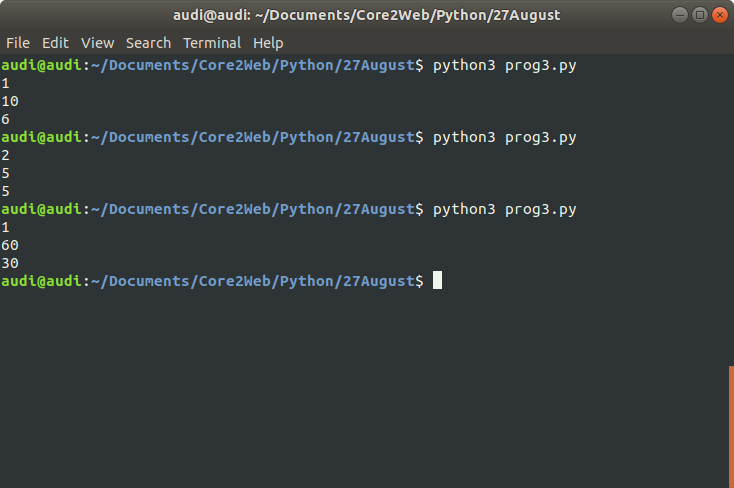 audi@audi: ~/Documents/Core2Web/Python/27August
File Edit View Search Terminal Help
audi@audi:~/Documents/Core2Web/Python/27August$ python3 prog3.py
1
10
6
audi@audi:~/Documents/Core2Web/Python/27August$ python3 prog3.py
2
5
5
audi@audi:~/Documents/Core2Web/Python/27August$ python3 prog3.py
1
60
30
audi@audi:~/Documents/Core2Web/Python/27August$